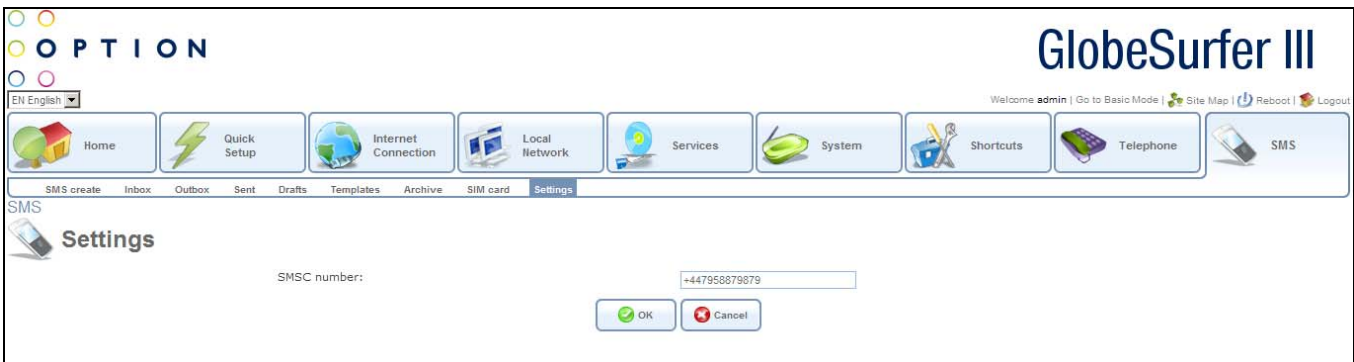 OPTION
GlobeSurfer III
EN English
Welcome admin | Go to Basic Mode | Site Map | Reboot | Logout
Home
Quick
Setup
Internet
Connection
Local
Network
Services
System
Shortcuts
Telephone
SMS
SMS create Inbox Outbox Sent Drafts Templates Archive SIM card Settings
SMS
Settings
SMSC number: +447958879879
OK Cancel